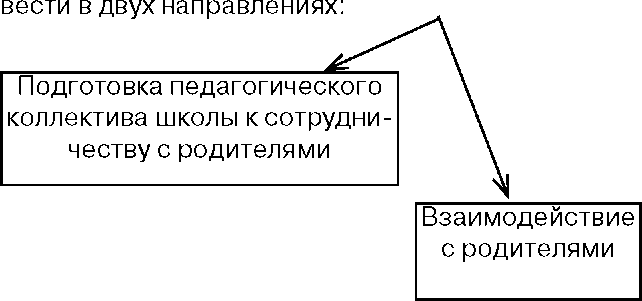 вести в двух направлениях:
Подготовка педагогического
коллектива школы к сотрудни-
честву с родителями
Взаимодействие
с родителями